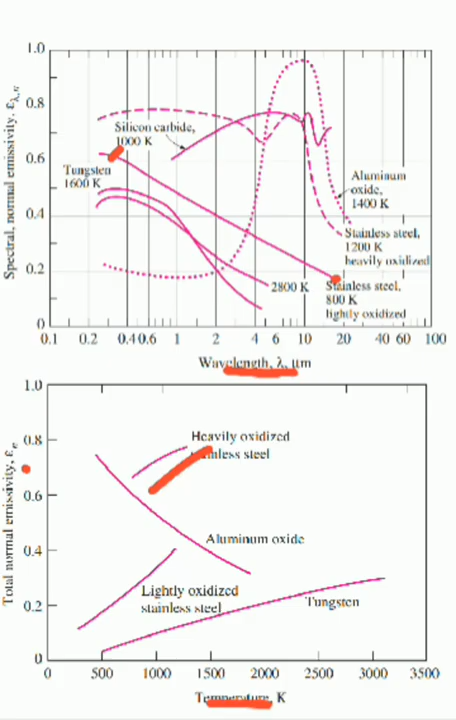 Spectral, normal emissivity, ε λ,n
1.0
0.8
0.6
0.4
0.2
0
Silicon carbide,
1000 K
Tungsten
1600 K
Aluminum
oxide,
1400 K
Stainless steel,
1200 K
heavily oxidized
2800 K
Stainless steel,
800 K
lightly oxidized
0.1 0.2 0.4 0.6 1 2 4 6 10 20 40 60 100
Wavelength, λ, μm
Total normal emissivity, ε n
1.0
0.8
0.6
0.4
0.2
0
Heavily oxidized
stainless steel
Aluminum oxide
Lightly oxidized
stainless steel
Tungsten
0 500 1000 1500 2000 2500 3000 3500
Temperature, K